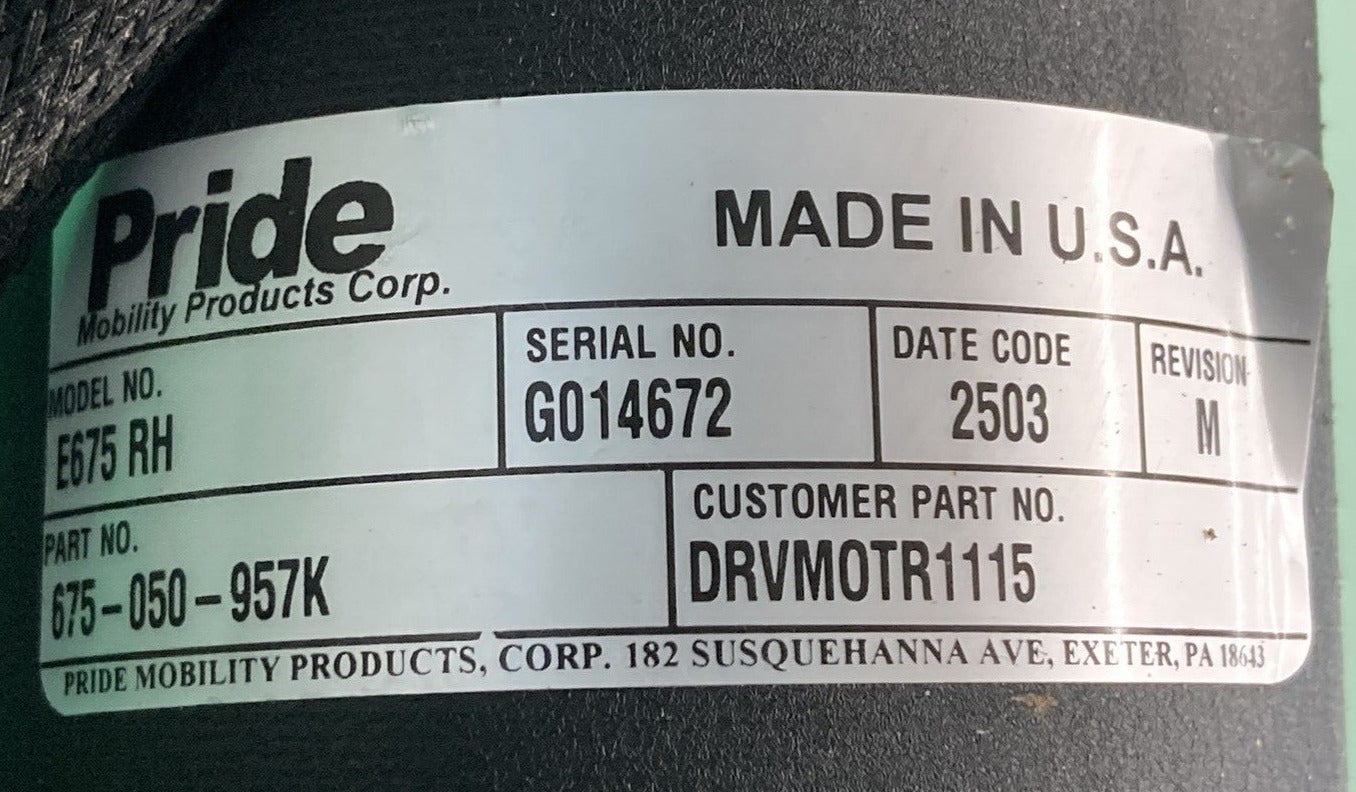 Pride
Mobility Products Corp.
MADE IN U.S.A.
MODEL NO.
E675 RH
SERIAL NO.
G014672
DATE CODE
2503
REVISION
M
PART NO.
675-050-957K
CUSTOMER PART NO.
DRVMOTR1115
PRIDE MOBILITY PRODUCTS, CORP. 182 SUSQUEHANNA AVE, EXETER, PA 18643